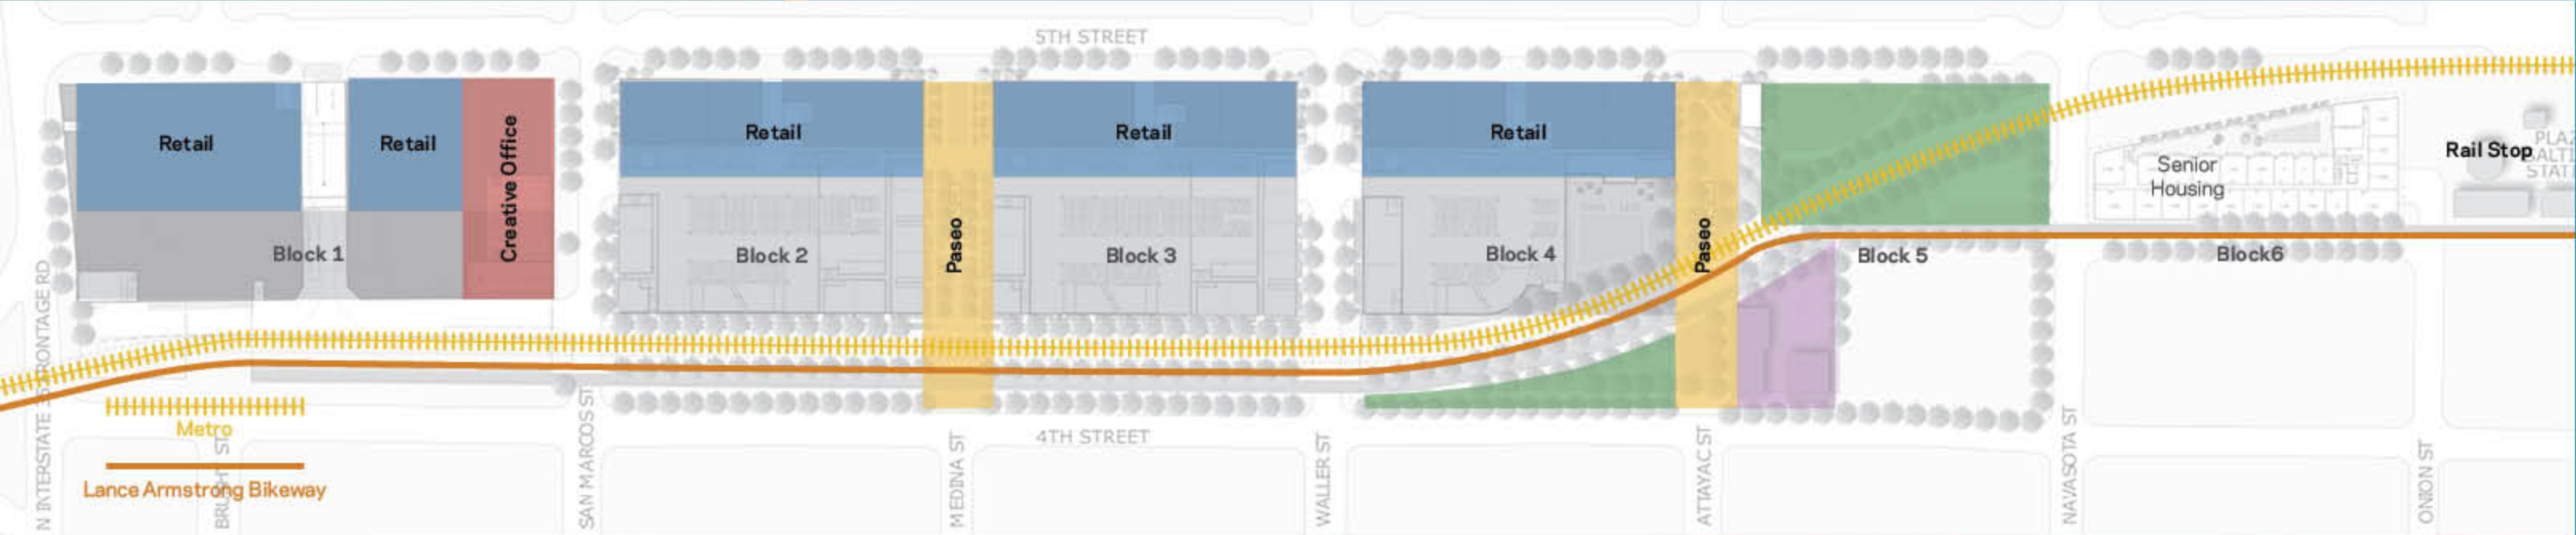 5TH STREET
Retail
Retail
Creative Office
Retail
Retail
Retail
Paseo
Paseo
Block 1
Block 2
Block 3
Block 4
Block 5
Block6
Senior
Housing
Rail Stop
Metro
Lance Armstrong Bikeway
4TH STREET
SAN MARCOS ST
MEDINA ST
WALLER ST
ATTAYAC ST
NAVASOTA ST
ONION ST